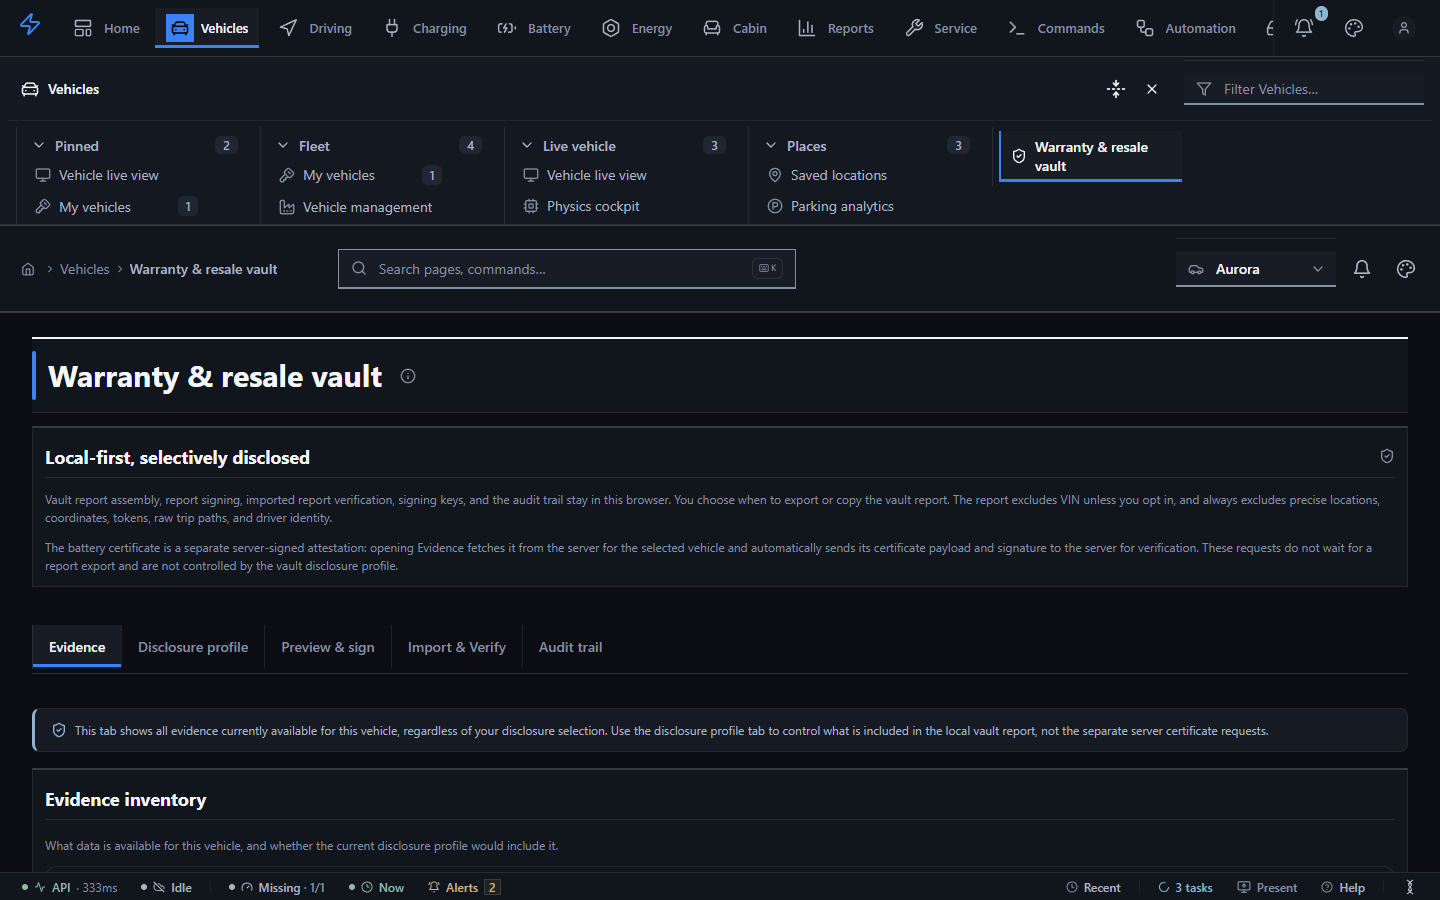 Home
Vehicles
Driving
Charging
Battery
Energy
Cabin
Reports
Service
Commands
Automation
1
Vehicles
Filter Vehicles...
Pinned 2
Vehicle live view
My vehicles 1
Fleet 4
My vehicles 1
Vehicle management
Live vehicle 3
Vehicle live view
Physics cockpit
Places 3
Saved locations
Parking analytics
Warranty & resale
vault
Vehicles
Warranty & resale vault
Search pages, commands...
K
Aurora
Warranty & resale vault
Local-first, selectively disclosed
Vault report assembly, report signing, imported report verification, signing keys, and the audit trail stay in this browser. You choose when to export or copy the vault report. The report excludes VIN unless you opt in, and always excludes precise locations,
coordinates, tokens, raw trip paths, and driver identity.
The battery certificate is a separate server-signed attestation: opening Evidence fetches it from the server for the selected vehicle and automatically sends its certificate payload and signature to the server for verification. These requests do not wait for a
report export and are not controlled by the vault disclosure profile.
Evidence
Disclosure profile
Preview & sign
Import & Verify
Audit trail
This tab shows all evidence currently available for this vehicle, regardless of your disclosure selection. Use the disclosure profile tab to control what is included in the local vault report, not the separate server certificate requests.
Evidence inventory
What data is available for this vehicle, and whether the current disclosure profile would include it.
API · 333ms
Idle
Missing · 1/1
Now
Alerts 2
Recent
3 tasks
Present
Help